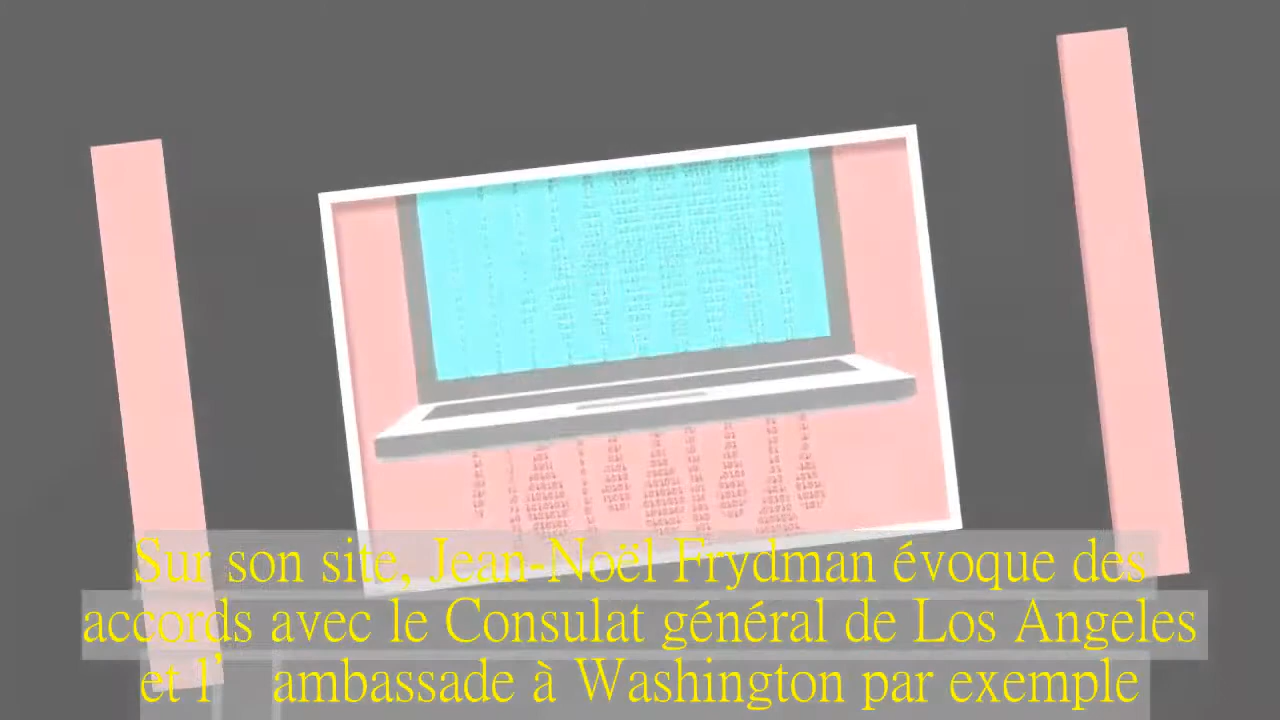 Sur son site, Jean-Noël Frydman évoque des
accords avec le Consulat général de Los Angeles
et l’ ambassade à Washington par exemple